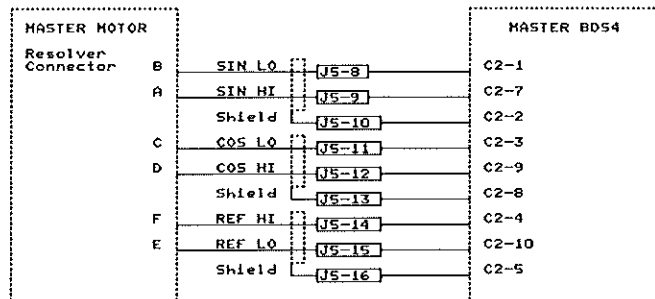 MASTER MOTOR MASTER BDS4
Resolver
Connector
B SIN LO J5-8 C2-1
A SIN HI J5-9 C2-7
Shield J5-10 C2-2
C COS LO J5-11 C2-3
D COS HI J5-12 C2-9
Shield J5-13 C2-8
F REF HI J5-14 C2-4
E REF LO J5-15 C2-10
Shield J5-16 C2-5